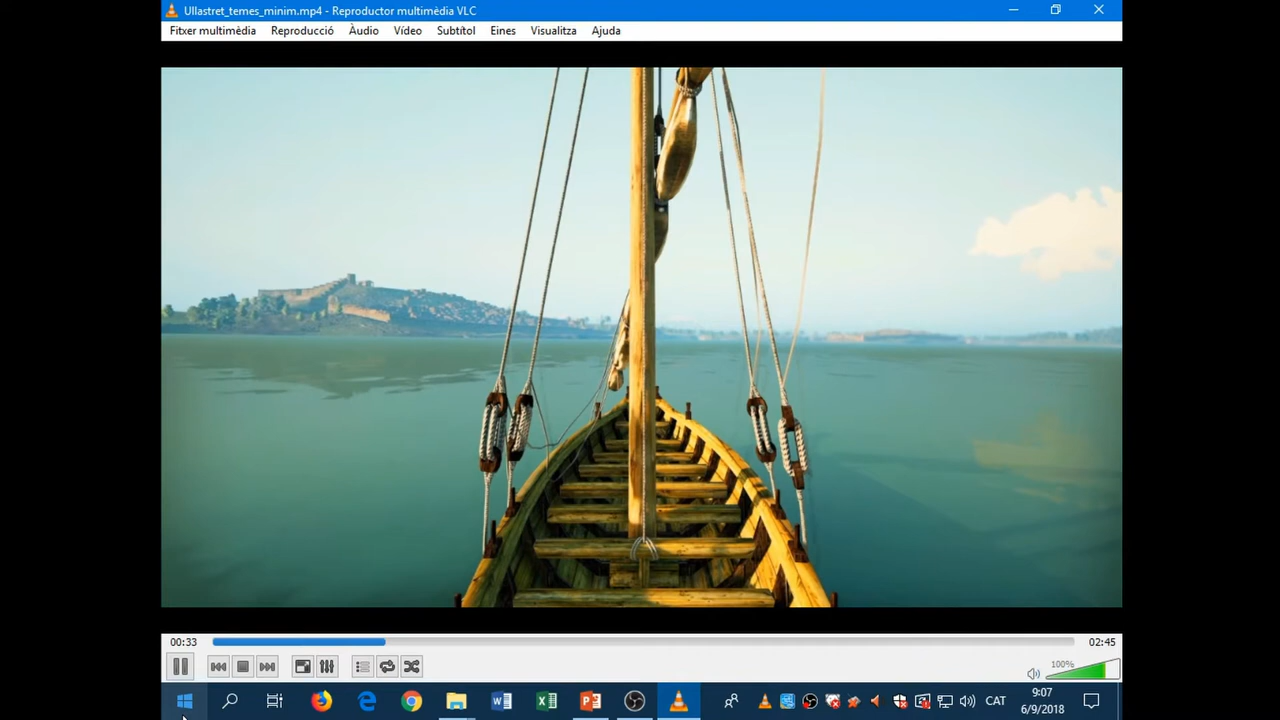 Ullastret_temes_minim.mp4 - Reproductor multimèdia VLC
Fitxer multimèdia Reproducció Àudio Vídeo Subtítol Eines Visualitza Ajuda
00:33 02:45
100%
CAT
9:07
6/9/2018